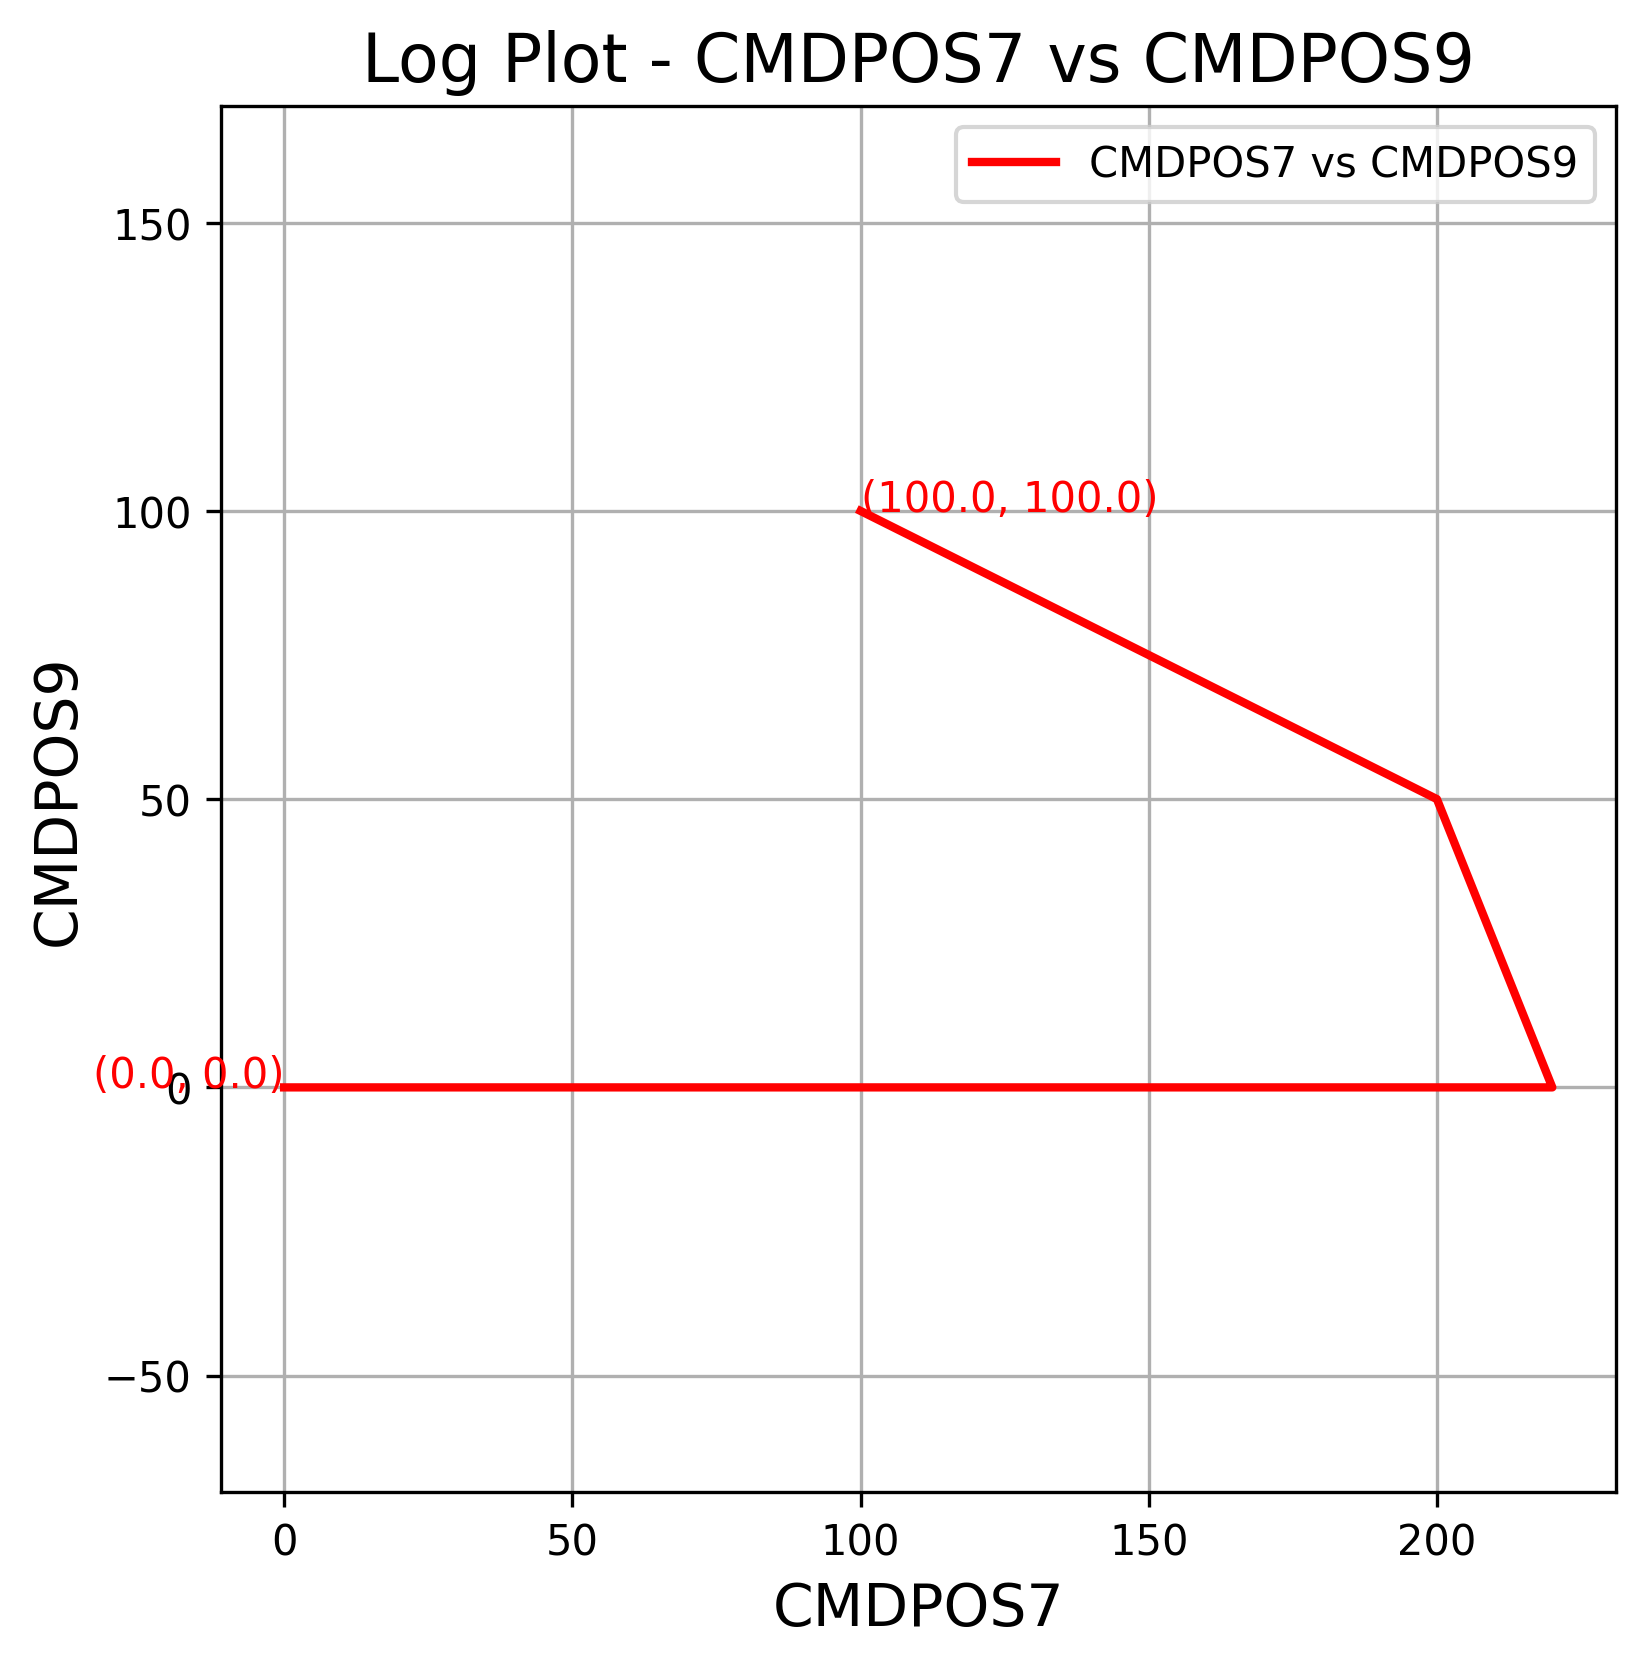 Log Plot - CMDPOS7 vs CMDPOS9
CMDPOS7 vs CMDPOS9
150
(100.0, 100.0)
100
50
CMDPOS9
(0.0, 0.0)
0
−50
0 50 100 150 200
CMDPOS7